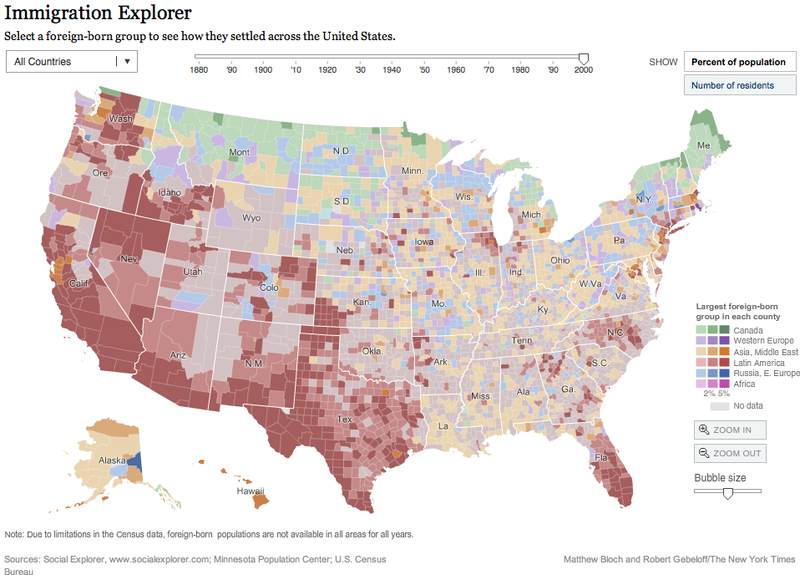 Immigration Explorer
Select a foreign-born group to see how they settled across the United States.
All Countries
1880 '90 1900 '10 1920 '30 1940 '50 1960 '70 1980 '90 2000
SHOW
Percent of population
Number of residents
Wash
Mont
N.D.
Minn.
Me
Ore.
Idaho
Wyo.
S.D.
Wis.
Mich.
N.Y.
Nev
Utah
Colo
Neb.
Iowa
Ill.
Ind.
Ohio
Pa.
Calif
Kan.
Mo.
Ky.
W.Va
Va.
Ariz
N.M.
Okla
Ark.
Tenn
N.C.
S.C.
Tex
La.
Miss
Ala.
Ga.
Fla
Alaska
Hawaii
Largest foreign-born
group in each county
Canada
Western Europe
Asia, Middle East
Latin America
Russia, E. Europe
Africa
2% 5%
No data
ZOOM IN
ZOOM OUT
Bubble size
Note: Due to limitations in the Census data, foreign-born populations are not available in all areas for all years.
Sources: Social Explorer, www.socialexplorer.com; Minnesota Population Center; U.S. Census
Bureau
Matthew Bloch and Robert Gebeloff/The New York Times